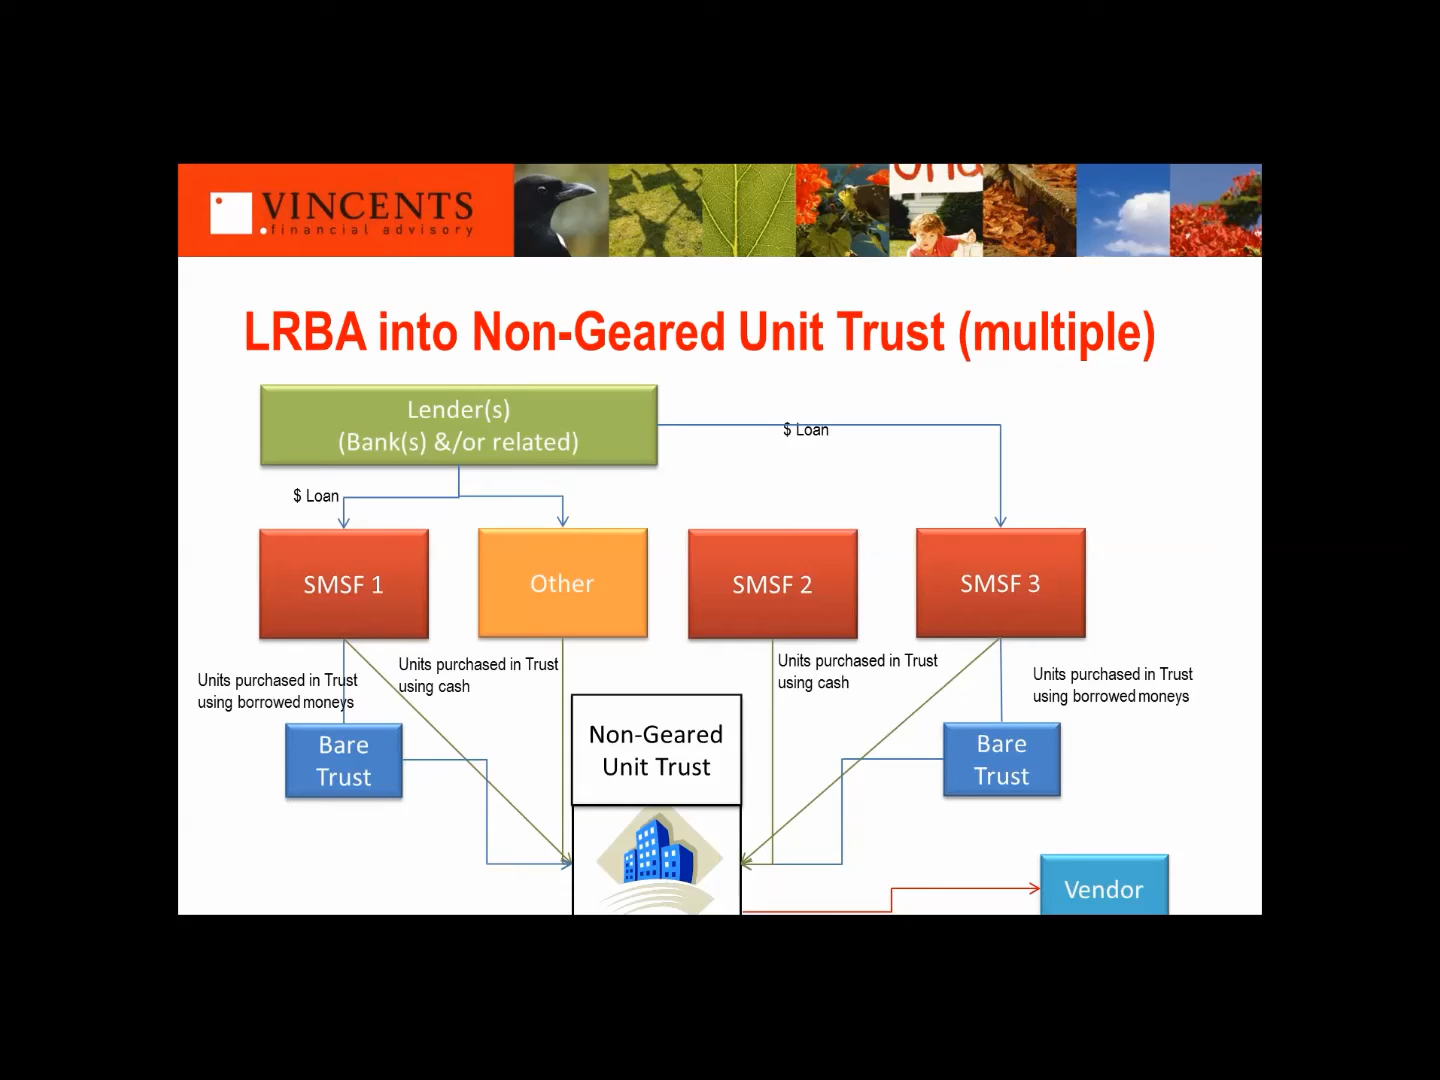 VINCENTS
financial advisory
LRBA into Non-Geared Unit Trust (multiple)
Lender(s)
(Bank(s) &/or related)
$ Loan
$ Loan
SMSF 1
Other
SMSF 2
SMSF 3
Units purchased in Trust
using borrowed moneys
Units purchased in Trust
using cash
Units purchased in Trust
using cash
Units purchased in Trust
using borrowed moneys
Bare
Trust
Non-Geared
Unit Trust
Bare
Trust
Vendor